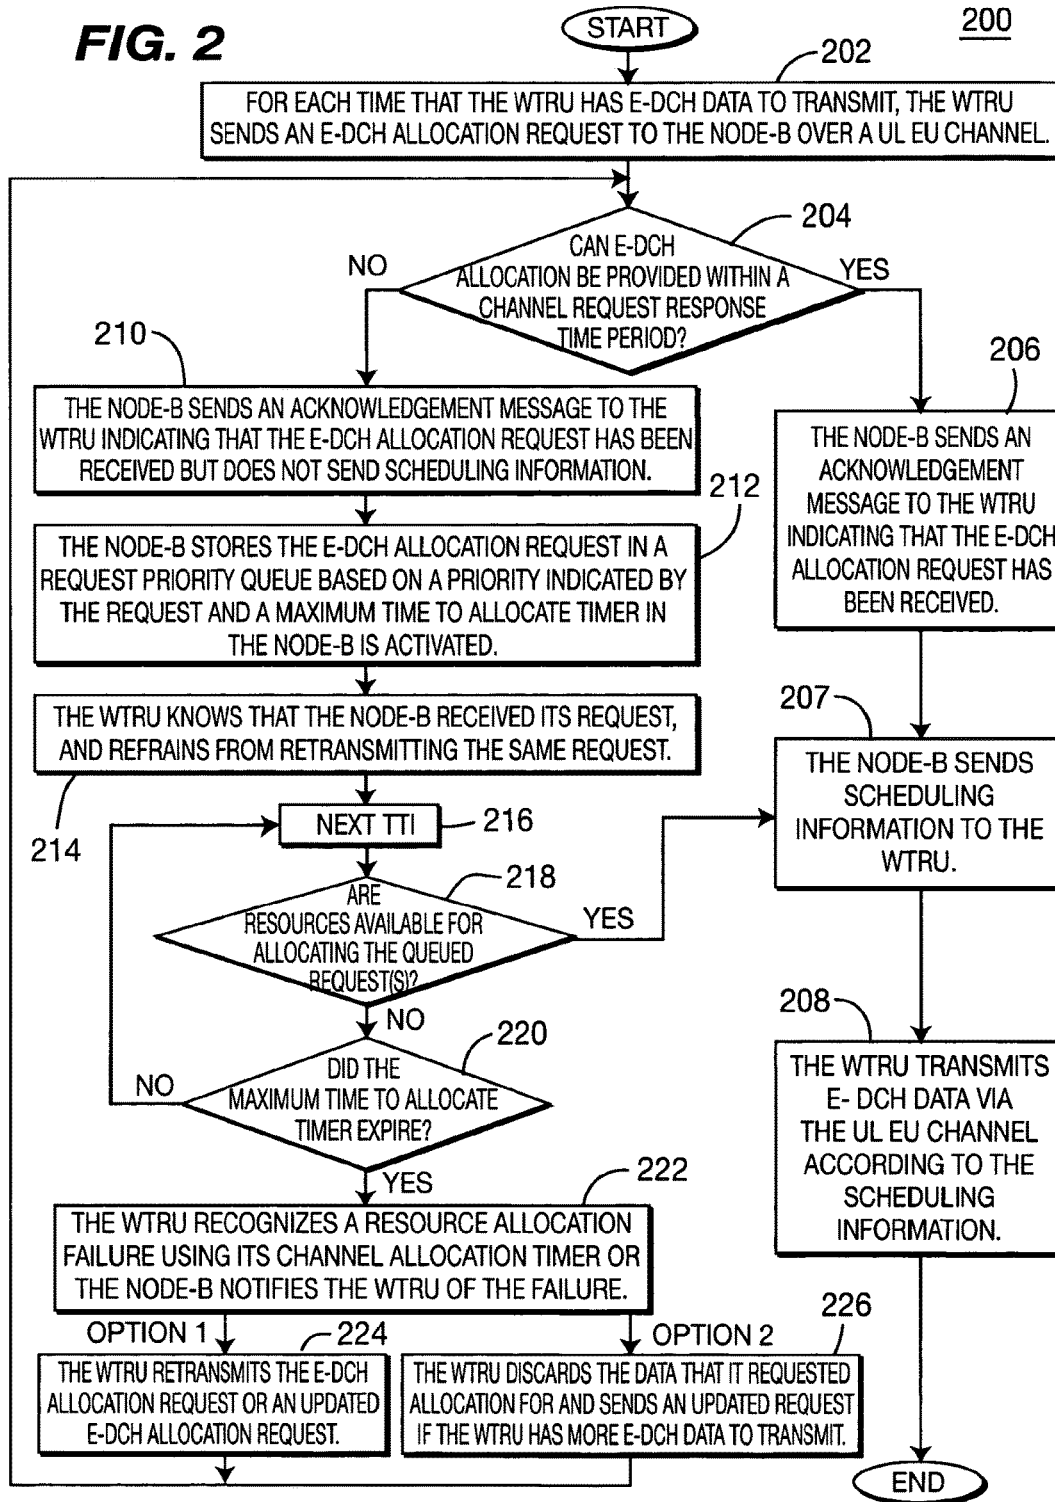 FIG. 2
START
200
202
FOR EACH TIME THAT THE WTRU HAS E-DCH DATA TO TRANSMIT, THE WTRU
SENDS AN E-DCH ALLOCATION REQUEST TO THE NODE-B OVER A UL EU CHANNEL.
204
CAN E-DCH
ALLOCATION BE PROVIDED WITHIN A
CHANNEL REQUEST RESPONSE
TIME PERIOD?
NO
YES
210
THE NODE-B SENDS AN ACKNOWLEDGEMENT MESSAGE TO THE
WTRU INDICATING THAT THE E-DCH ALLOCATION REQUEST HAS BEEN
RECEIVED BUT DOES NOT SEND SCHEDULING INFORMATION.
206
THE NODE-B SENDS AN
ACKNOWLEDGEMENT
MESSAGE TO THE WTRU
INDICATING THAT THE E-DCH
ALLOCATION REQUEST HAS
BEEN RECEIVED.
212
THE NODE-B STORES THE E-DCH ALLOCATION REQUEST IN A
REQUEST PRIORITY QUEUE BASED ON A PRIORITY INDICATED BY
THE REQUEST AND A MAXIMUM TIME TO ALLOCATE TIMER IN
THE NODE-B IS ACTIVATED.
THE WTRU KNOWS THAT THE NODE-B RECEIVED ITS REQUEST,
AND REFRAINS FROM RETRANSMITTING THE SAME REQUEST.
214
207
THE NODE-B SENDS
SCHEDULING
INFORMATION TO THE
WTRU.
NEXT TTI
216
218
ARE
RESOURCES AVAILABLE FOR
ALLOCATING THE QUEUED
REQUEST(S)?
YES
NO
220
DID THE
MAXIMUM TIME TO ALLOCATE
TIMER EXPIRE?
NO
YES
208
THE WTRU TRANSMITS
E- DCH DATA VIA
THE UL EU CHANNEL
ACCORDING TO THE
SCHEDULING
INFORMATION.
222
THE WTRU RECOGNIZES A RESOURCE ALLOCATION
FAILURE USING ITS CHANNEL ALLOCATION TIMER OR
THE NODE-B NOTIFIES THE WTRU OF THE FAILURE.
OPTION 1
224
THE WTRU RETRANSMITS THE E-DCH
ALLOCATION REQUEST OR AN UPDATED
E-DCH ALLOCATION REQUEST.
OPTION 2
226
THE WTRU DISCARDS THE DATA THAT IT REQUESTED
ALLOCATION FOR AND SENDS AN UPDATED REQUEST
IF THE WTRU HAS MORE E-DCH DATA TO TRANSMIT.
END